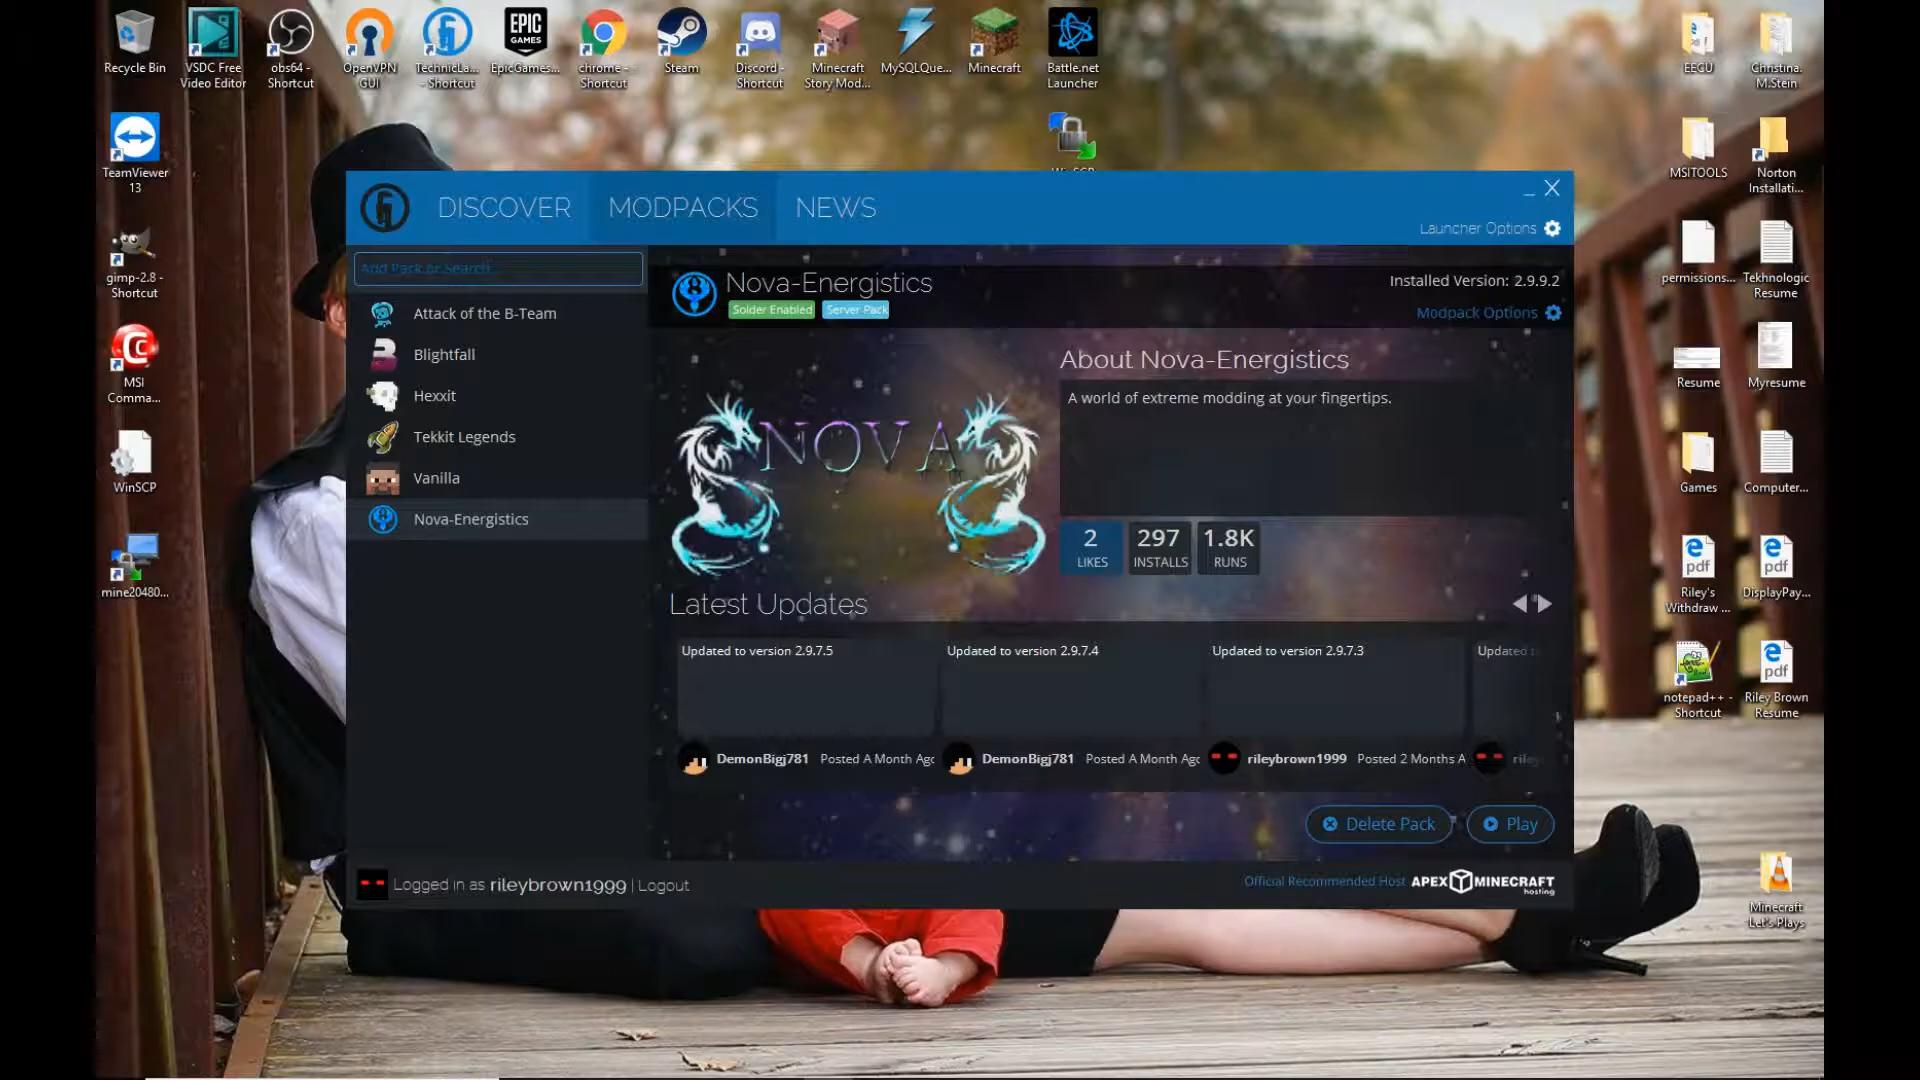 Recycle Bin
VSDC Free
Video Editor
obs64 -
Shortcut
OpenVPN
GUI
TechnicLa...
- Shortcut
EPIC
GAMES
EpicGames...
chrome -
Shortcut
Steam
Discord -
Shortcut
Minecraft
Story Mod...
MySQLQue...
Minecraft
Battle.net
Launcher
EECU
Christina.
M.Stein
TeamViewer
13
MSITOOLS
Norton
Installati...
gimp-2.8 -
Shortcut
permissions...
Tekhnologic
Resume
MSI
Comma...
Resume
Myresume
WinSCP
Games
Computer...
mine20480...
pdf
Riley's
Withdraw ...
pdf
DisplayPay...
notepad++ -
Shortcut
pdf
Riley Brown
Resume
Minecraft
Let's Plays
DISCOVER
MODPACKS
NEWS
Launcher Options
Add Pack or Search...
Attack of the B-Team
Blightfall
Hexxit
Tekkit Legends
Vanilla
Nova-Energistics
Nova-Energistics
Solder Enabled
Server Pack
Installed Version: 2.9.9.2
Modpack Options
NOVA
About Nova-Energistics
A world of extreme modding at your fingertips.
2
LIKES
297
INSTALLS
1.8K
RUNS
Latest Updates
Updated to version 2.9.7.5
Updated to version 2.9.7.4
Updated to version 2.9.7.3
Updated
DemonBigj781 Posted A Month Ago
DemonBigj781 Posted A Month Ago
rileybrown1999 Posted 2 Months A
riley
Delete Pack
Play
Logged in as rileybrown1999 | Logout
Official Recommended Host APEX MINECRAFT
hosting